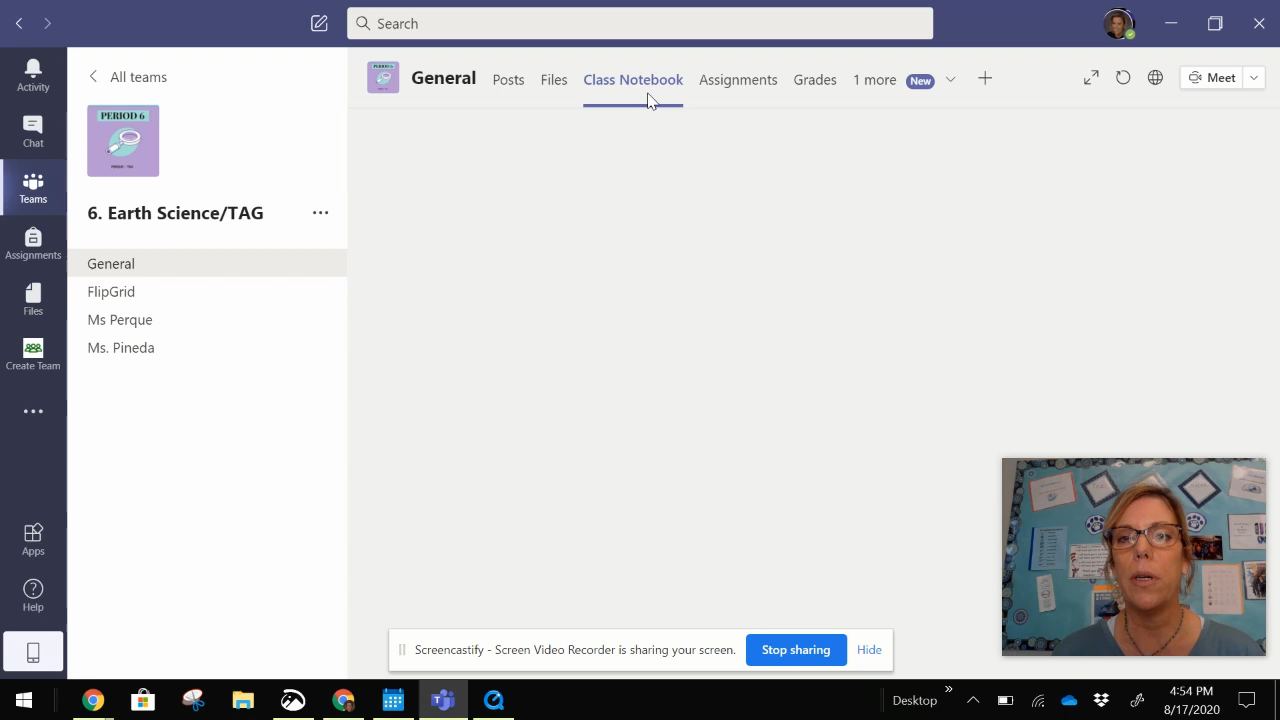 Search
Activity
Chat
Teams
Assignments
Files
Create Team
Apps
Help
All teams
PERIOD 6
6. Earth Science/TAG
General
FlipGrid
Ms Perque
Ms. Pineda
General Posts Files Class Notebook Assignments Grades 1 more New
Meet
Screencastify - Screen Video Recorder is sharing your screen. Stop sharing Hide
Desktop
4:54 PM
8/17/2020